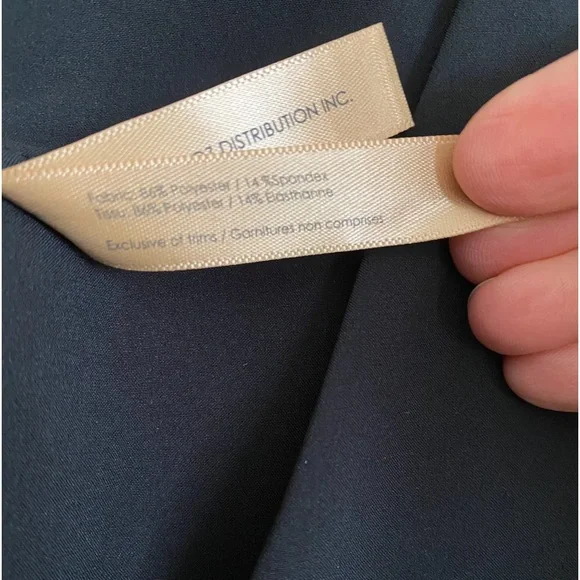 DISTRIBUTION INC.
Fabric: 86% Polyester / 14 %Spandex
Tissu: 86% Polyester / 14% Elasthanne
Exclusive of trims / Garnitures non comprises